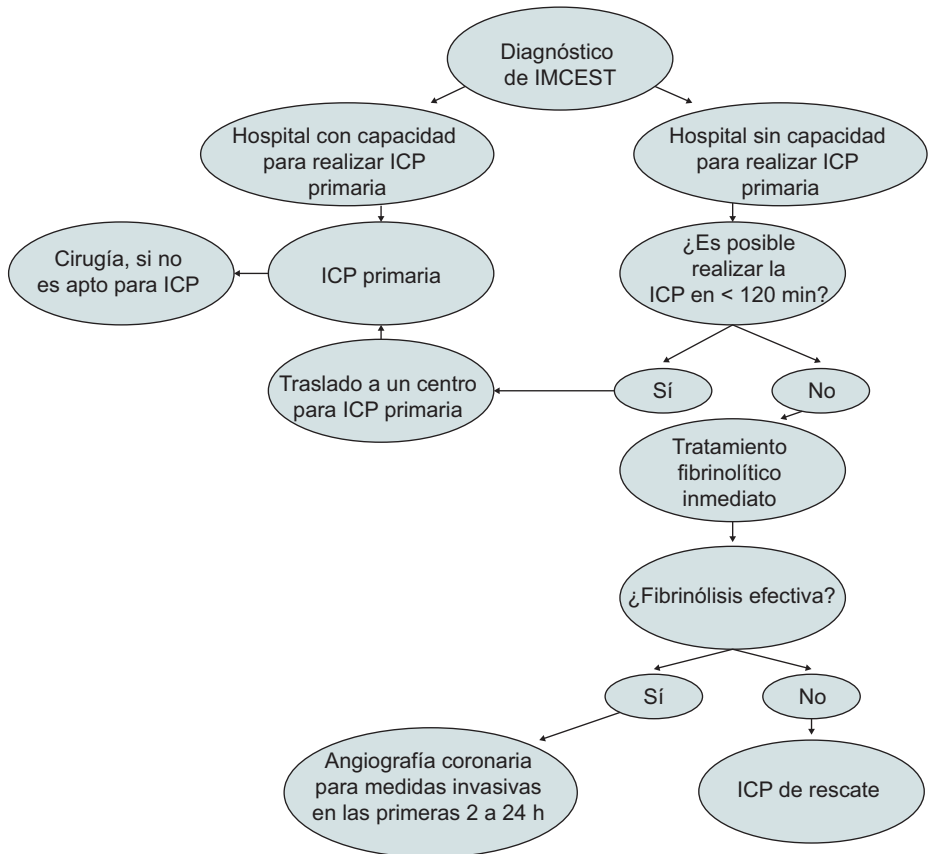 Diagnóstico
de IMCEST
Hospital con capacidad
para realizar ICP
primaria
Hospital sin capacidad
para realizar ICP
primaria
Cirugía, si no
es apto para ICP
ICP primaria
¿Es posible
realizar la
ICP en < 120 min?
Traslado a un centro
para ICP primaria
Sí
No
Tratamiento
fibrinolítico
inmediato
¿Fibrinólisis efectiva?
Sí
No
Angiografía coronaria
para medidas invasivas
en las primeras 2 a 24 h
ICP de rescate